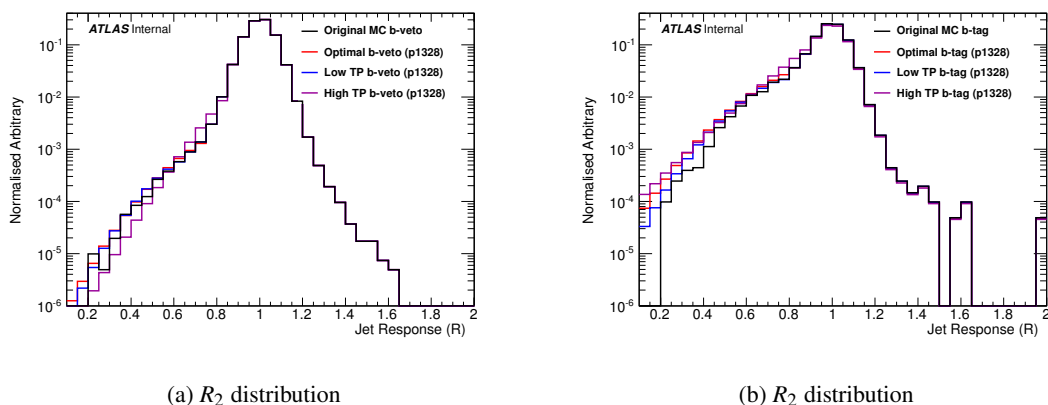 ATLAS Internal
Original MC b-veto
Optimal b-veto (p1328)
Low TP b-veto (p1328)
High TP b-veto (p1328)
Normalised Arbitrary
10⁻¹
10⁻²
10⁻³
10⁻⁴
10⁻⁵
10⁻⁶
0.2 0.4 0.6 0.8 1 1.2 1.4 1.6 1.8 2
Jet Response (R)
(a) R₂ distribution
ATLAS Internal
Original MC b-tag
Optimal b-tag (p1328)
Low TP b-tag (p1328)
High TP b-tag (p1328)
Normalised Arbitrary
10⁻¹
10⁻²
10⁻³
10⁻⁴
10⁻⁵
10⁻⁶
0.2 0.4 0.6 0.8 1 1.2 1.4 1.6 1.8 2
Jet Response (R)
(b) R₂ distribution